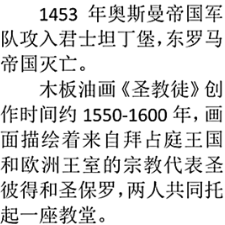 1453 年奥斯曼帝国军
队攻入君士坦丁堡，东罗马
帝国灭亡。
木板油画《圣教徒》创
作时间约 1550-1600 年，画
面描绘着来自拜占庭王国
和欧洲王室的宗教代表圣
彼得和圣保罗，两人共同托
起一座教堂。